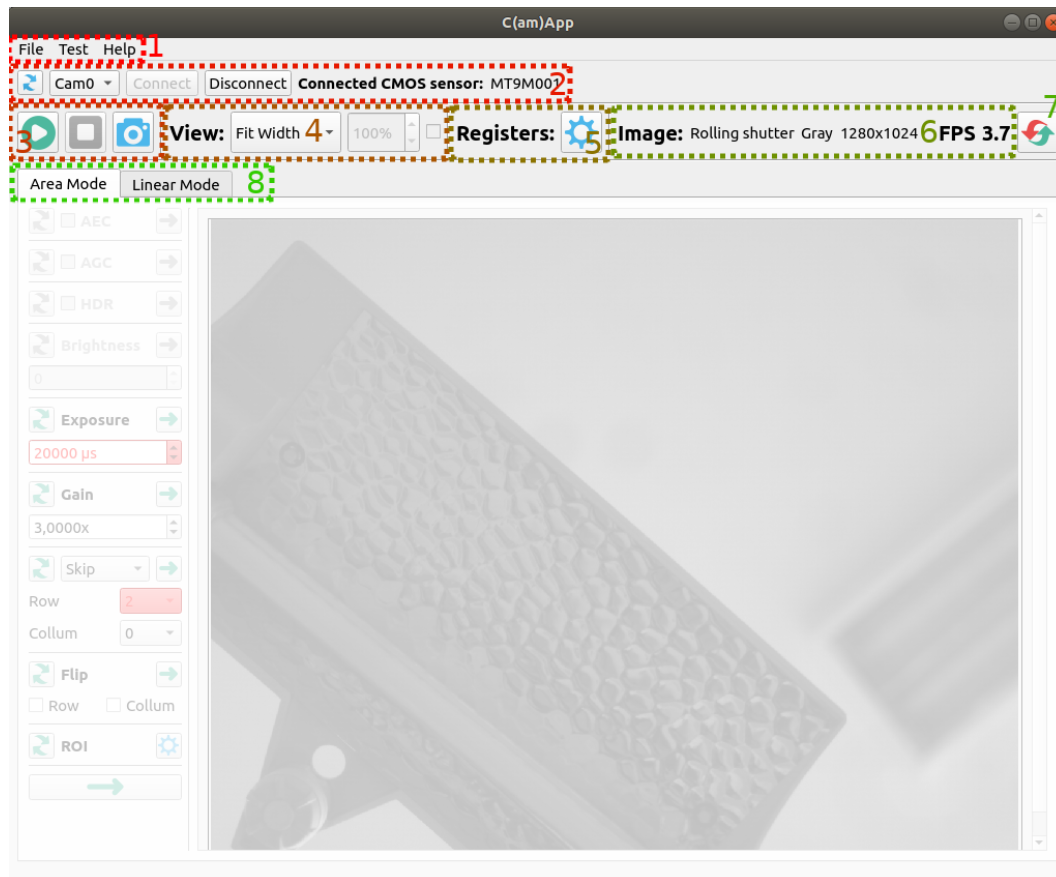 C(am)App
File Test Help 1
Cam0 Connect Disconnect Connected CMOS sensor: MT9M001 2
3 View: Fit Width 4 100% Registers: 5 Image: Rolling shutter Gray 1280x1024 6 FPS 3.7 7
Area Mode Linear Mode 8
AEC
AGC
HDR
Brightness
0
Exposure
20000 µs
Gain
3,0000x
Skip
Row 2
Collum 0
Flip
Row Collum
ROI